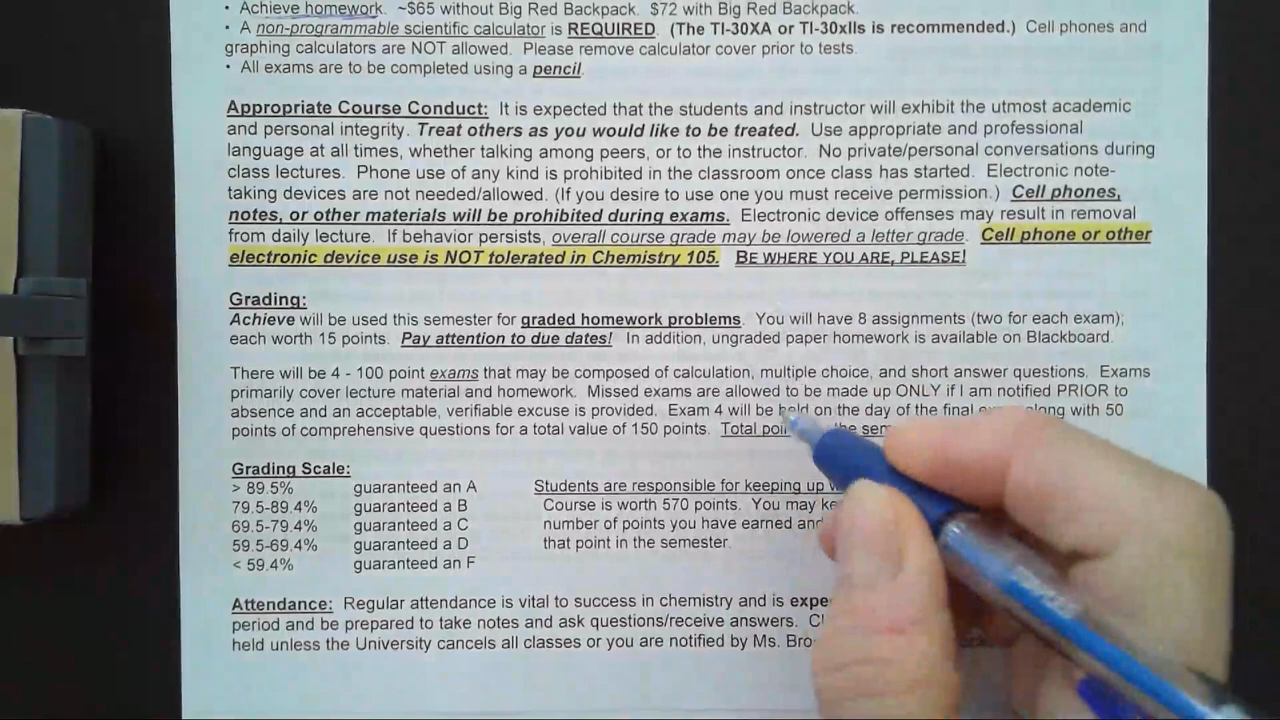 • Achieve homework. ~$65 without Big Red Backpack. $72 with Big Red Backpack.
• A non-programmable scientific calculator is REQUIRED. (The TI-30XA or TI-30xIIs is recommended.) Cell phones and
graphing calculators are NOT allowed. Please remove calculator cover prior to tests.
• All exams are to be completed using a pencil.
Appropriate Course Conduct: It is expected that the students and instructor will exhibit the utmost academic
and personal integrity. Treat others as you would like to be treated. Use appropriate and professional
language at all times, whether talking among peers, or to the instructor. No private/personal conversations during
class lectures. Phone use of any kind is prohibited in the classroom once class has started. Electronic note-
taking devices are not needed/allowed. (If you desire to use one you must receive permission.) Cell phones,
notes, or other materials will be prohibited during exams. Electronic device offenses may result in removal
from daily lecture. If behavior persists, overall course grade may be lowered a letter grade. Cell phone or other
electronic device use is NOT tolerated in Chemistry 105. BE WHERE YOU ARE, PLEASE!
Grading:
Achieve will be used this semester for graded homework problems. You will have 8 assignments (two for each exam);
each worth 15 points. Pay attention to due dates! In addition, ungraded paper homework is available on Blackboard.
There will be 4 - 100 point exams that may be composed of calculation, multiple choice, and short answer questions. Exams
primarily cover lecture material and homework. Missed exams are allowed to be made up ONLY if I am notified PRIOR to
absence and an acceptable, verifiable excuse is provided. Exam 4 will be held on the day of the final along with 50
points of comprehensive questions for a total value of 150 points. Total the
Grading Scale:
> 89.5% guaranteed an A Students are responsible for keeping up
79.5-89.4% guaranteed a B Course is worth 570 points. You may
69.5-79.4% guaranteed a C number of points you have earned and
59.5-69.4% guaranteed a D that point in the semester.
< 59.4% guaranteed an F
Attendance: Regular attendance is vital to success in chemistry and is
period and be prepared to take notes and ask questions/receive answers.
held unless the University cancels all classes or you are notified by Ms.